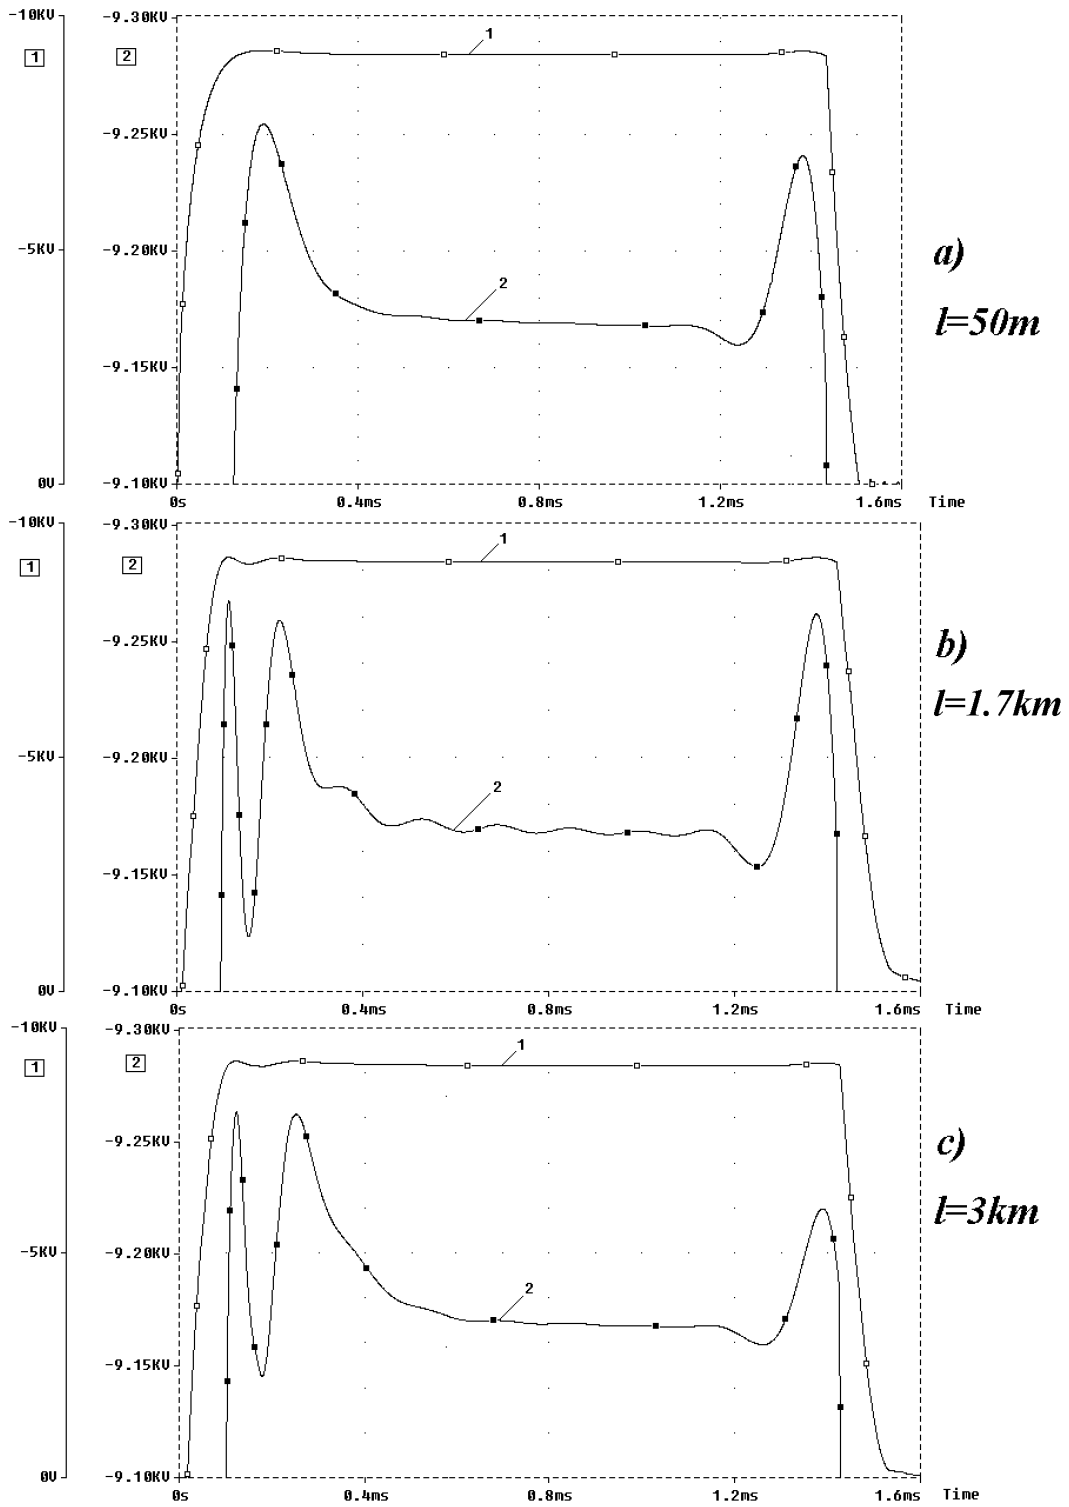 -10KV
-9.30KV
1
1
2
-9.25KV
-5KV
-9.20KV
2
a)
l=50m
-9.15KV
0V
-9.10KV
0s
0.4ms
0.8ms
1.2ms
1.6ms
Time
-10KV
-9.30KV
1
1
2
-9.25KV
b)
l=1.7km
-5KV
-9.20KV
2
-9.15KV
0V
-9.10KV
0s
0.4ms
0.8ms
1.2ms
1.6ms
Time
-10KV
-9.30KV
1
1
2
-9.25KV
c)
l=3km
-5KV
-9.20KV
2
-9.15KV
0V
-9.10KV
0s
0.4ms
0.8ms
1.2ms
1.6ms
Time